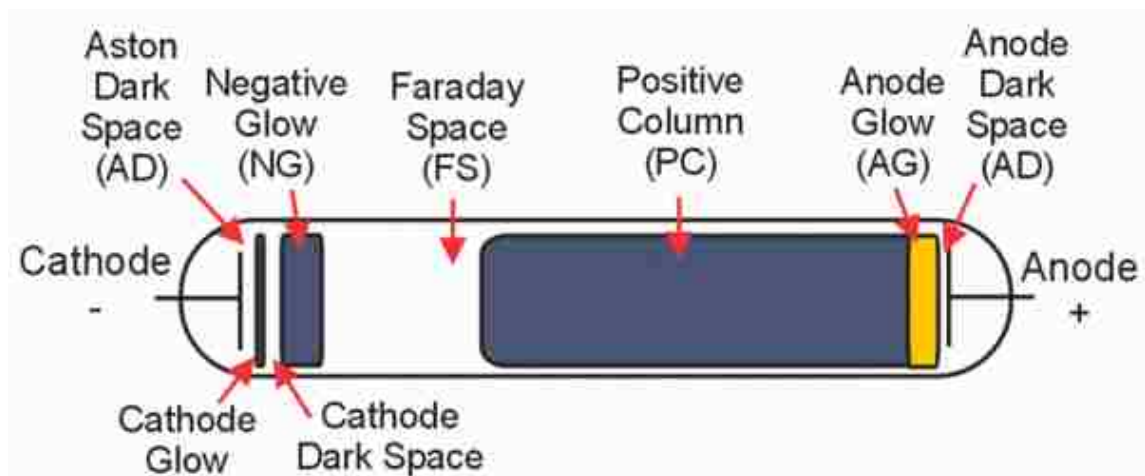 Aston
Dark
Space
(AD)
Negative
Glow
(NG)
Faraday
Space
(FS)
Positive
Column
(PC)
Anode
Glow
(AG)
Anode
Dark
Space
(AD)
Cathode
-
Anode
+
Cathode
Glow
Cathode
Dark Space